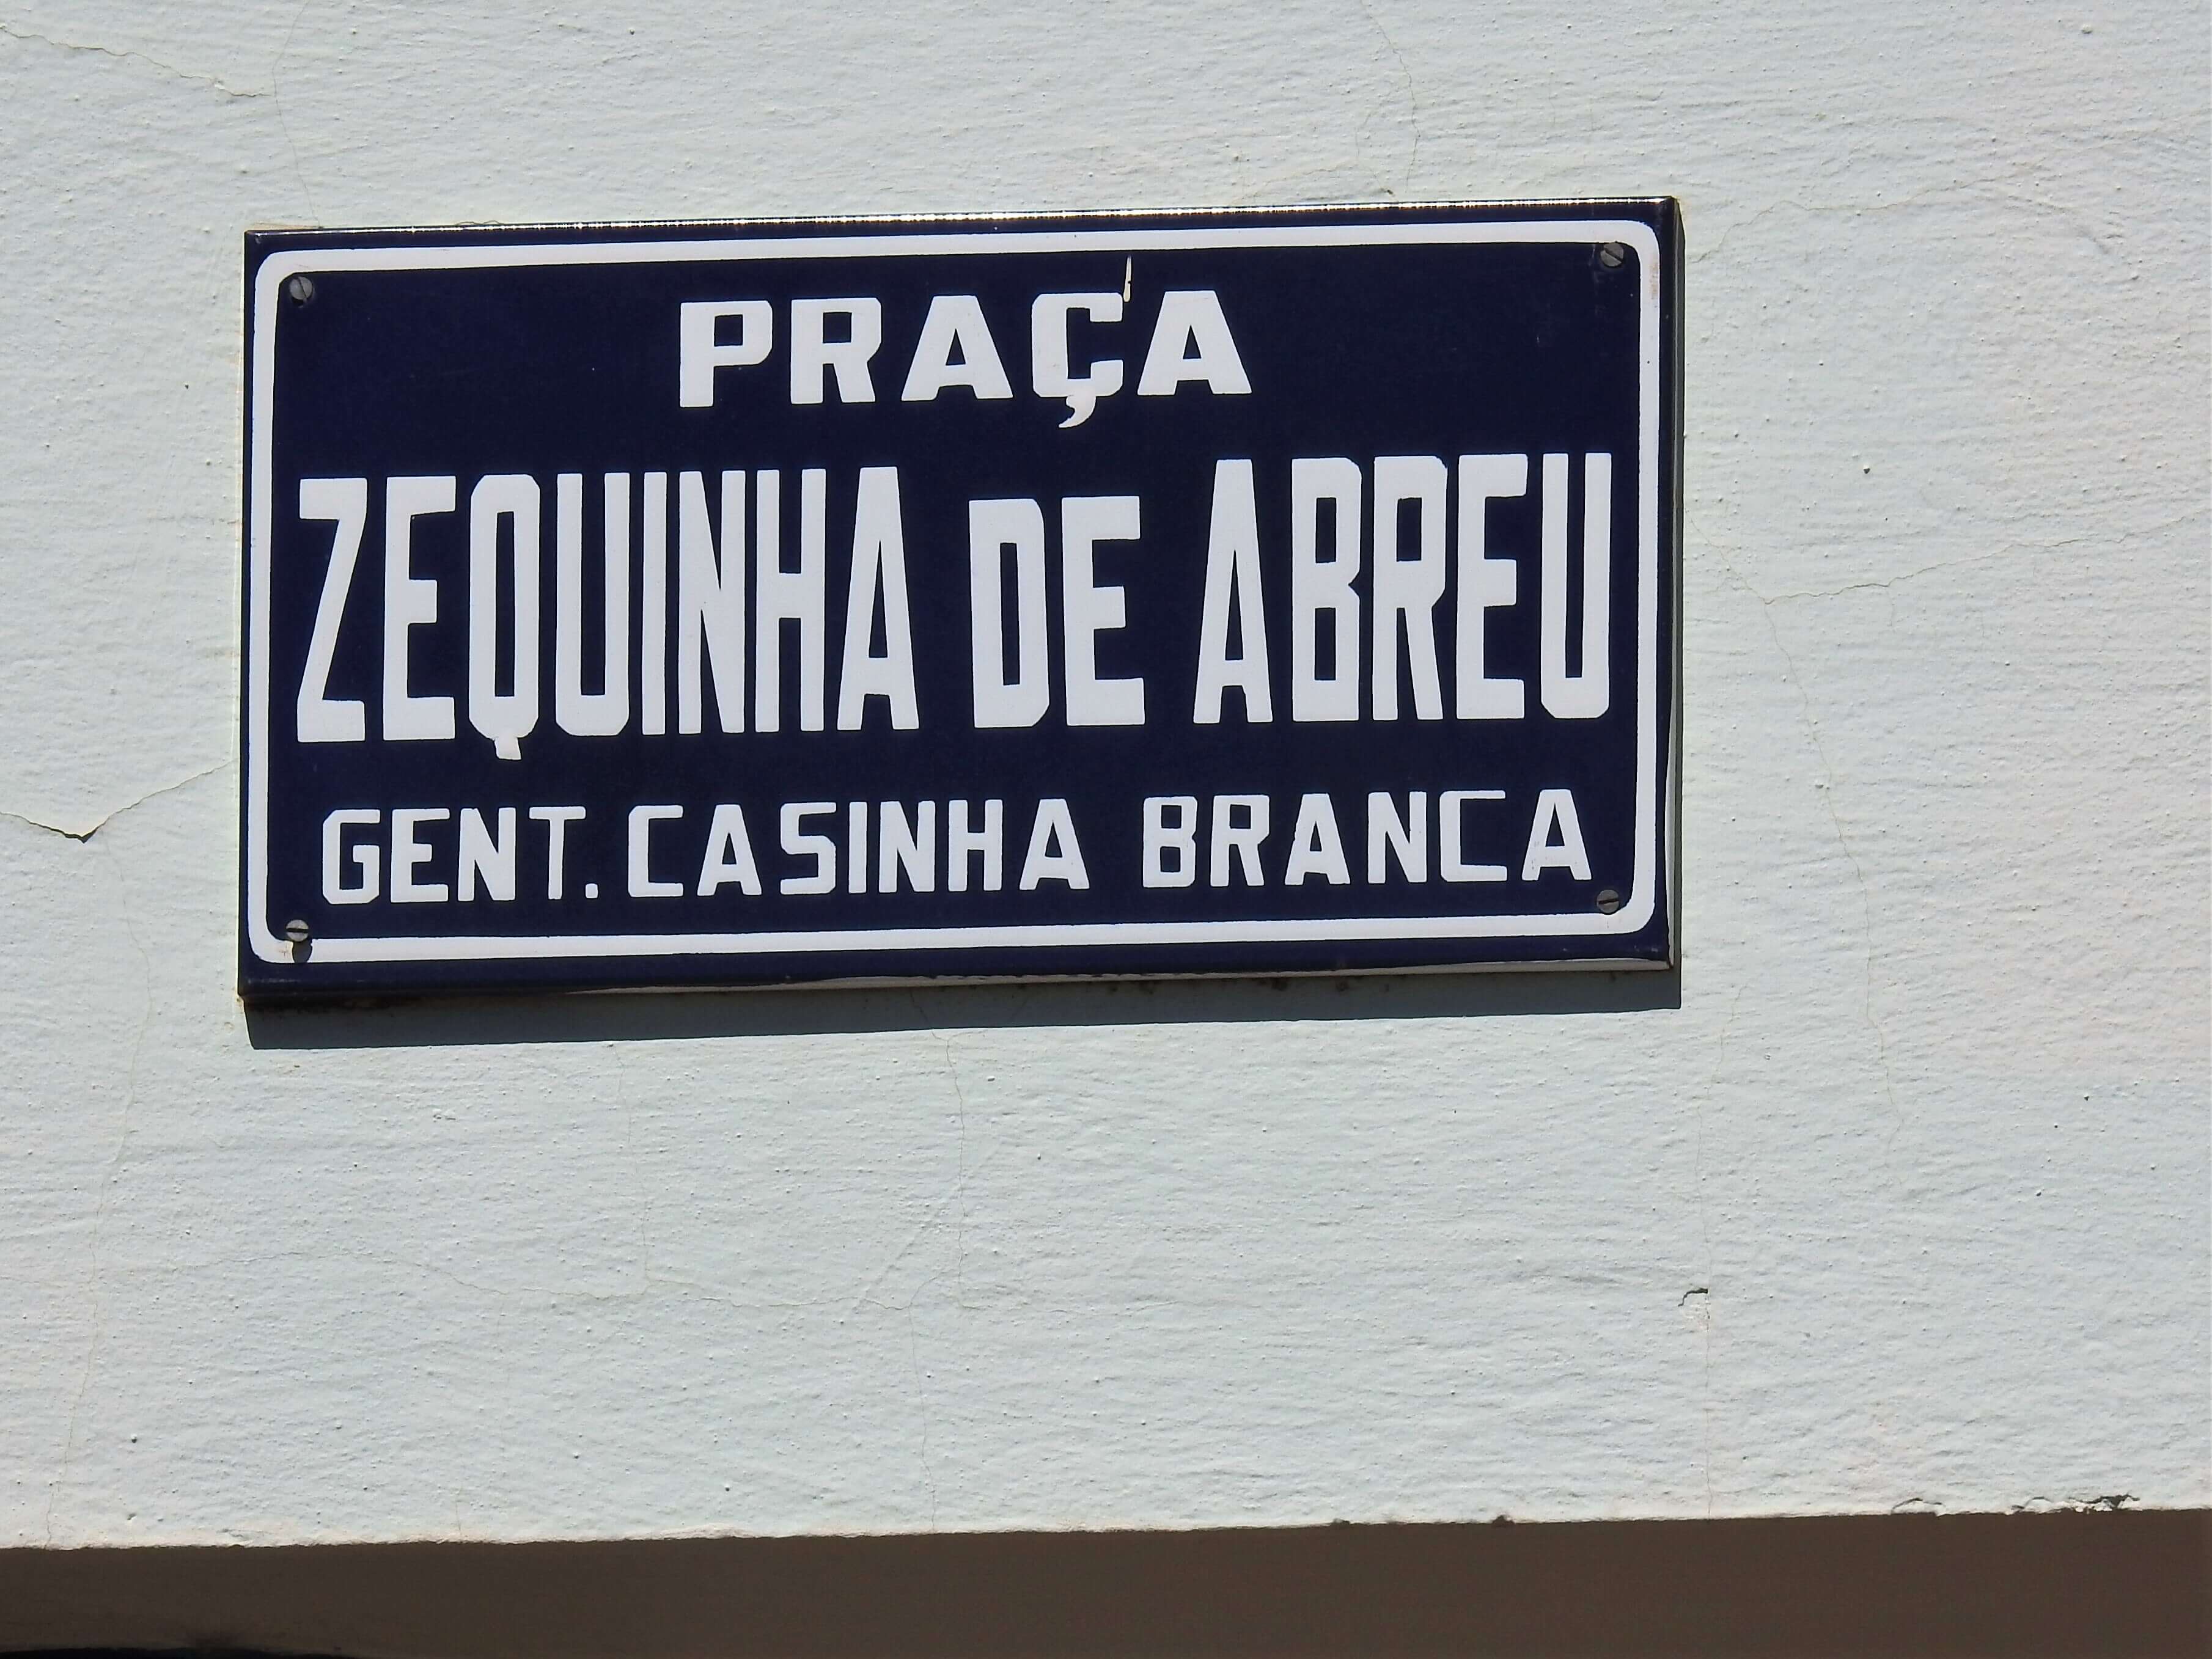 PRAÇA
ZEQUINHA DE ABREU
GENT. CASINHA BRANCA